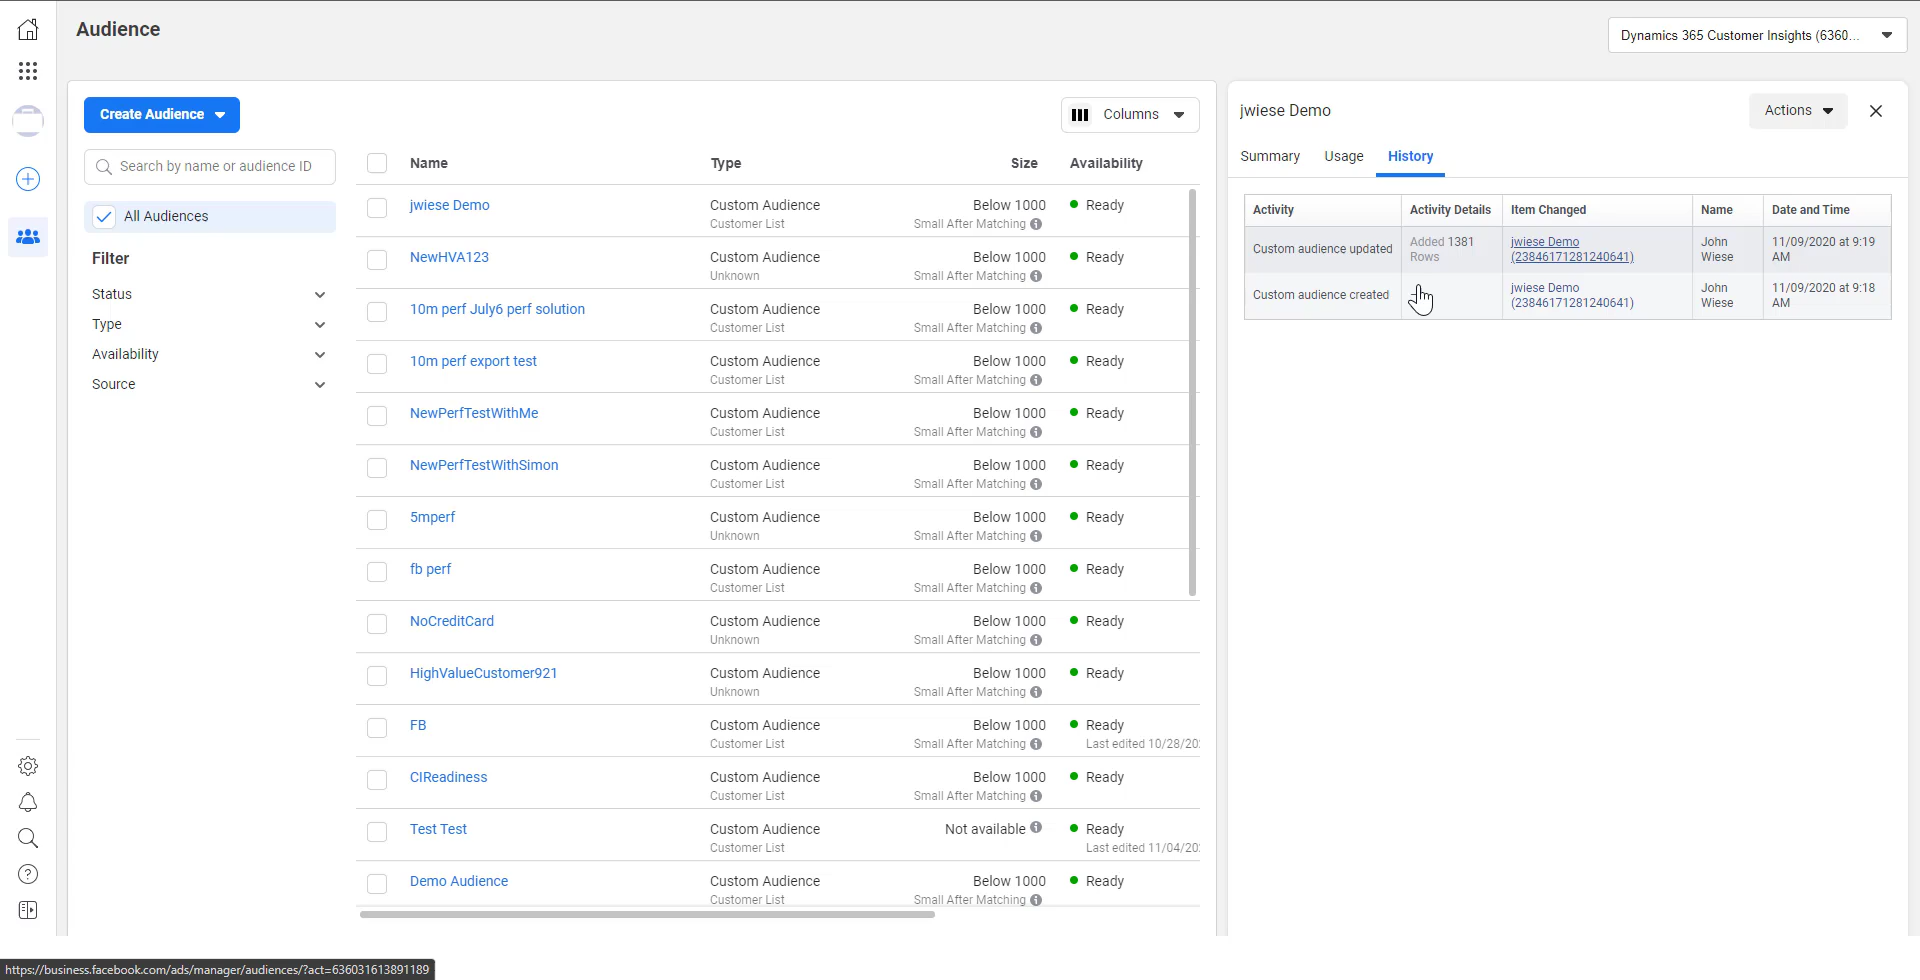 Audience
Dynamics 365 Customer Insights (6360...
Create Audience
Columns
Search by name or audience ID
All Audiences
Filter
Status
Type
Availability
Source
Name Type Size Availability
jwiese Demo Custom Audience Below 1000 Ready
Customer List Small After Matching
NewHVA123 Custom Audience Below 1000 Ready
Unknown Small After Matching
10m perf July6 perf solution Custom Audience Below 1000 Ready
Customer List Small After Matching
10m perf export test Custom Audience Below 1000 Ready
Customer List Small After Matching
NewPerfTestWithMe Custom Audience Below 1000 Ready
Customer List Small After Matching
NewPerfTestWithSimon Custom Audience Below 1000 Ready
Customer List Small After Matching
5mperf Custom Audience Below 1000 Ready
Unknown Small After Matching
fb perf Custom Audience Below 1000 Ready
Customer List Small After Matching
NoCreditCard Custom Audience Below 1000 Ready
Unknown Small After Matching
HighValueCustomer921 Custom Audience Below 1000 Ready
Unknown Small After Matching
FB Custom Audience Below 1000 Ready
Customer List Small After Matching Last edited 10/28/202
CIReadiness Custom Audience Below 1000 Ready
Customer List Small After Matching
Test Test Custom Audience Not available Ready
Customer List Last edited 11/04/202
Demo Audience Custom Audience Below 1000 Ready
Customer List Small After Matching
jwiese Demo
Actions
Summary Usage History
Activity Activity Details Item Changed Name Date and Time
Custom audience updated Added 1381 Rows jwiese Demo (23846171281240641) John Wiese 11/09/2020 at 9:19 AM
Custom audience created jwiese Demo (23846171281240641) John Wiese 11/09/2020 at 9:18 AM
https://business.facebook.com/ads/manager/audiences/?act=636031613891189